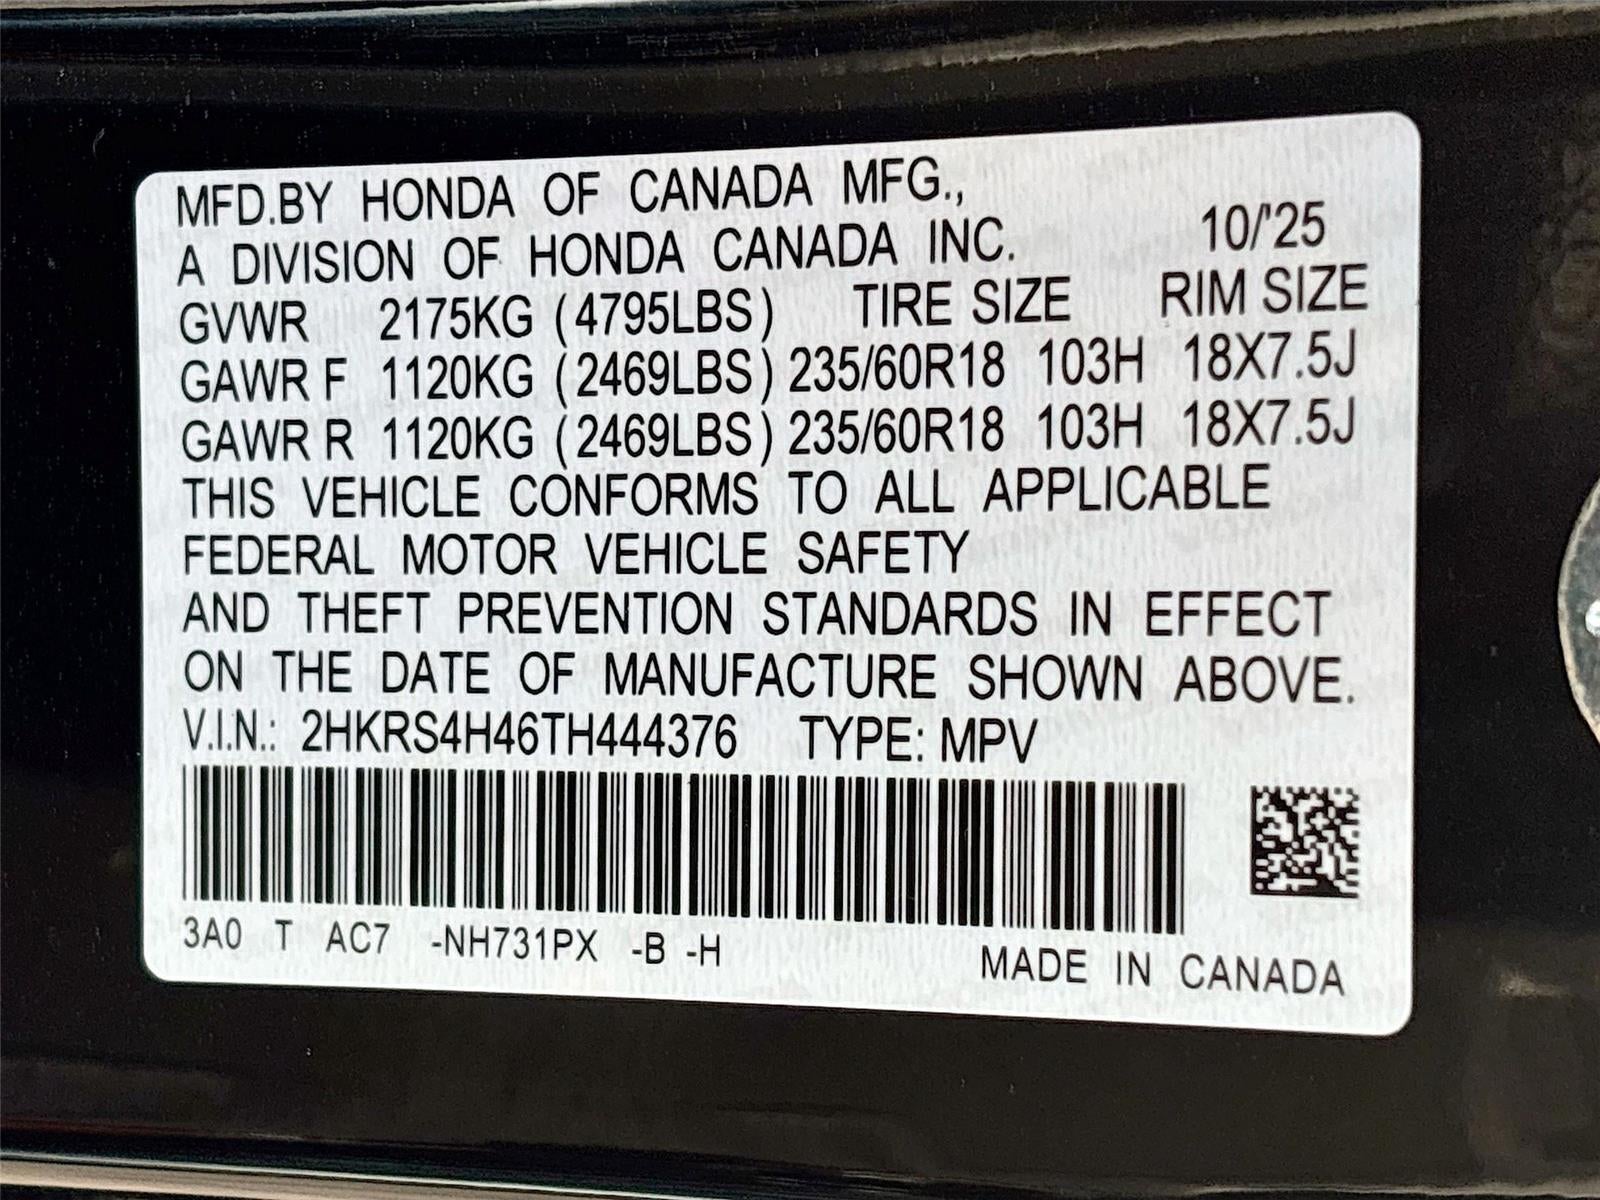 MFD.BY HONDA OF CANADA MFG.,
A DIVISION OF HONDA CANADA INC. 10/'25
GVWR 2175KG (4795LBS) TIRE SIZE RIM SIZE
GAWR F 1120KG (2469LBS) 235/60R18 103H 18X7.5J
GAWR R 1120KG (2469LBS) 235/60R18 103H 18X7.5J
THIS VEHICLE CONFORMS TO ALL APPLICABLE
FEDERAL MOTOR VEHICLE SAFETY
AND THEFT PREVENTION STANDARDS IN EFFECT
ON THE DATE OF MANUFACTURE SHOWN ABOVE.
V.I.N.: 2HKRS4H46TH444376 TYPE: MPV
3A0 T AC7 -NH731PX -B -H
MADE IN CANADA